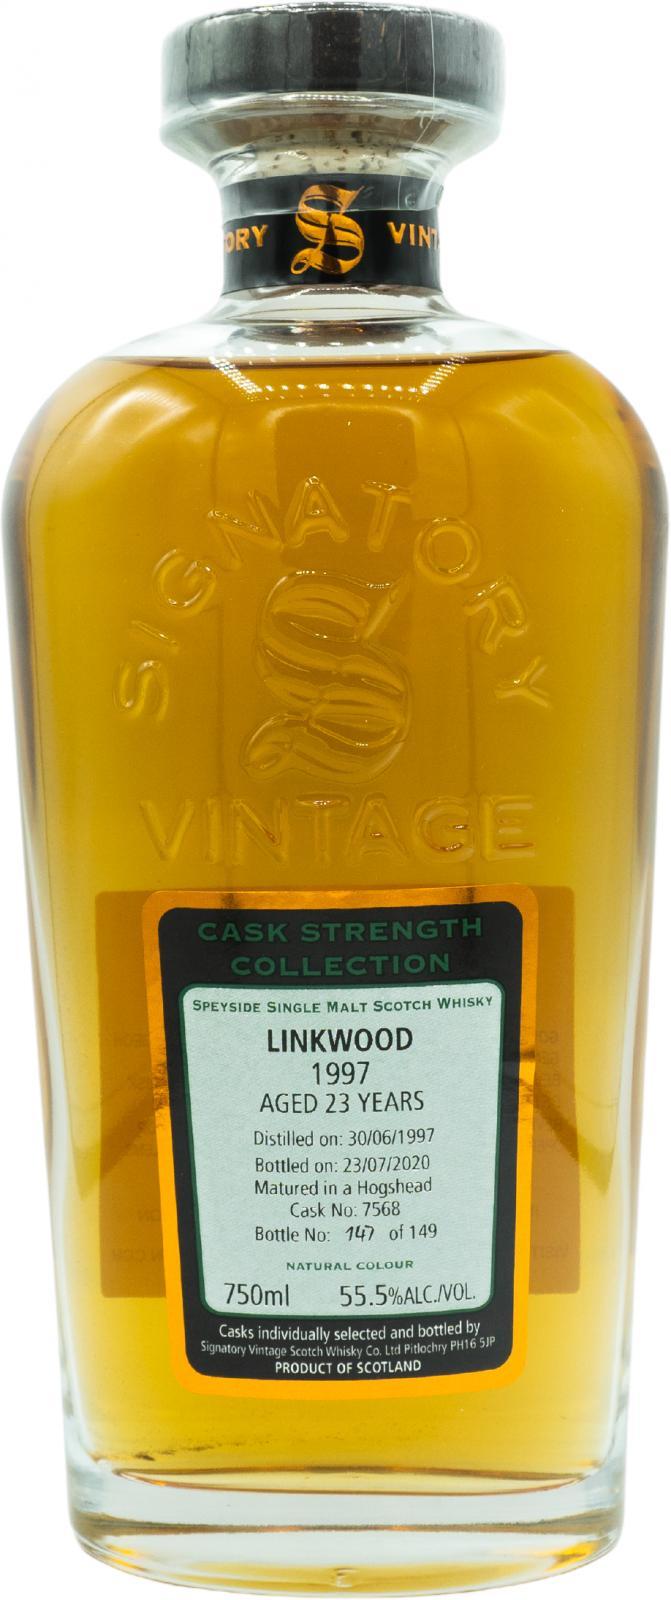 ORY S VINTA
SIGNATORY
S
VINTAGE
CASK STRENGTH
COLLECTION
SPEYSIDE SINGLE MALT SCOTCH WHISKY
LINKWOOD
1997
AGED 23 YEARS
Distilled on: 30/06/1997
Bottled on: 23/07/2020
Matured in a Hogshead
Cask No: 7568
Bottle No: 147 of 149
NATURAL COLOUR
750ml 55.5%ALC./VOL.
Casks individually selected and bottled by
Signatory Vintage Scotch Whisky Co. Ltd Pitlochry PH16 5JP
PRODUCT OF SCOTLAND